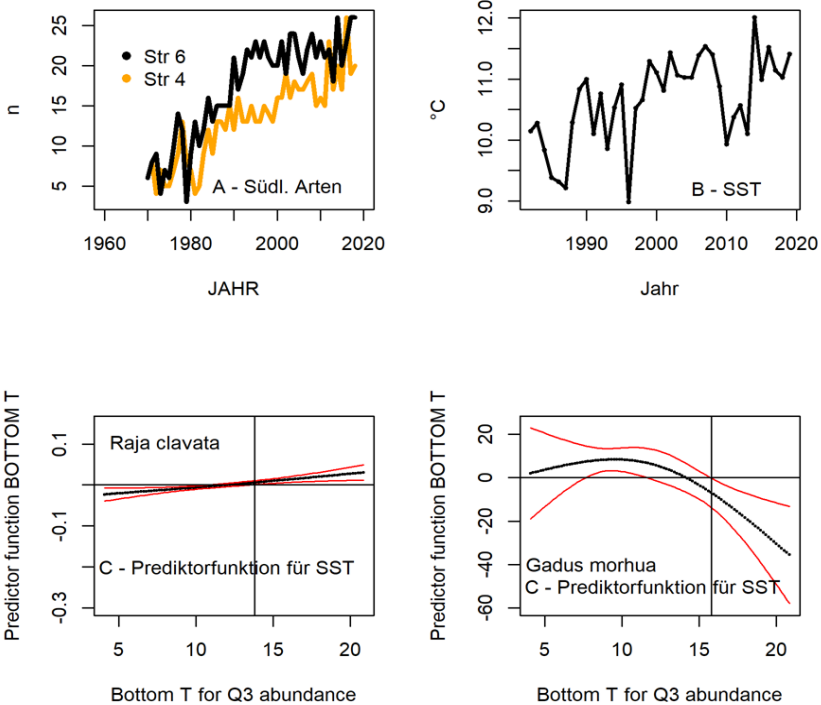 n
25
20
15
10
5
Str 6
Str 4
A - Südl. Arten
1960
1980
2000
2020
JAHR
°C
12.0
11.0
10.0
9.0
B - SST
1990
2000
2010
2020
Jahr
Predictor function BOTTOM T
0.1
-0.1
-0.3
Raja clavata
C - Prediktorfunktion für SST
5
10
15
20
Bottom T for Q3 abundance
Predictor function BOTTOM T
20
0
-20
-40
-60
Gadus morhua
C - Prediktorfunktion für SST
5
10
15
20
Bottom T for Q3 abundance